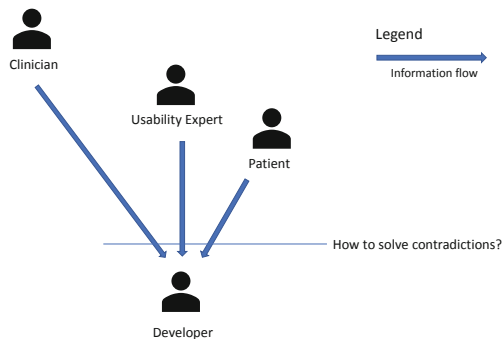 Clinician
Legend
Information flow
Usability Expert
Patient
How to solve contradictions?
Developer